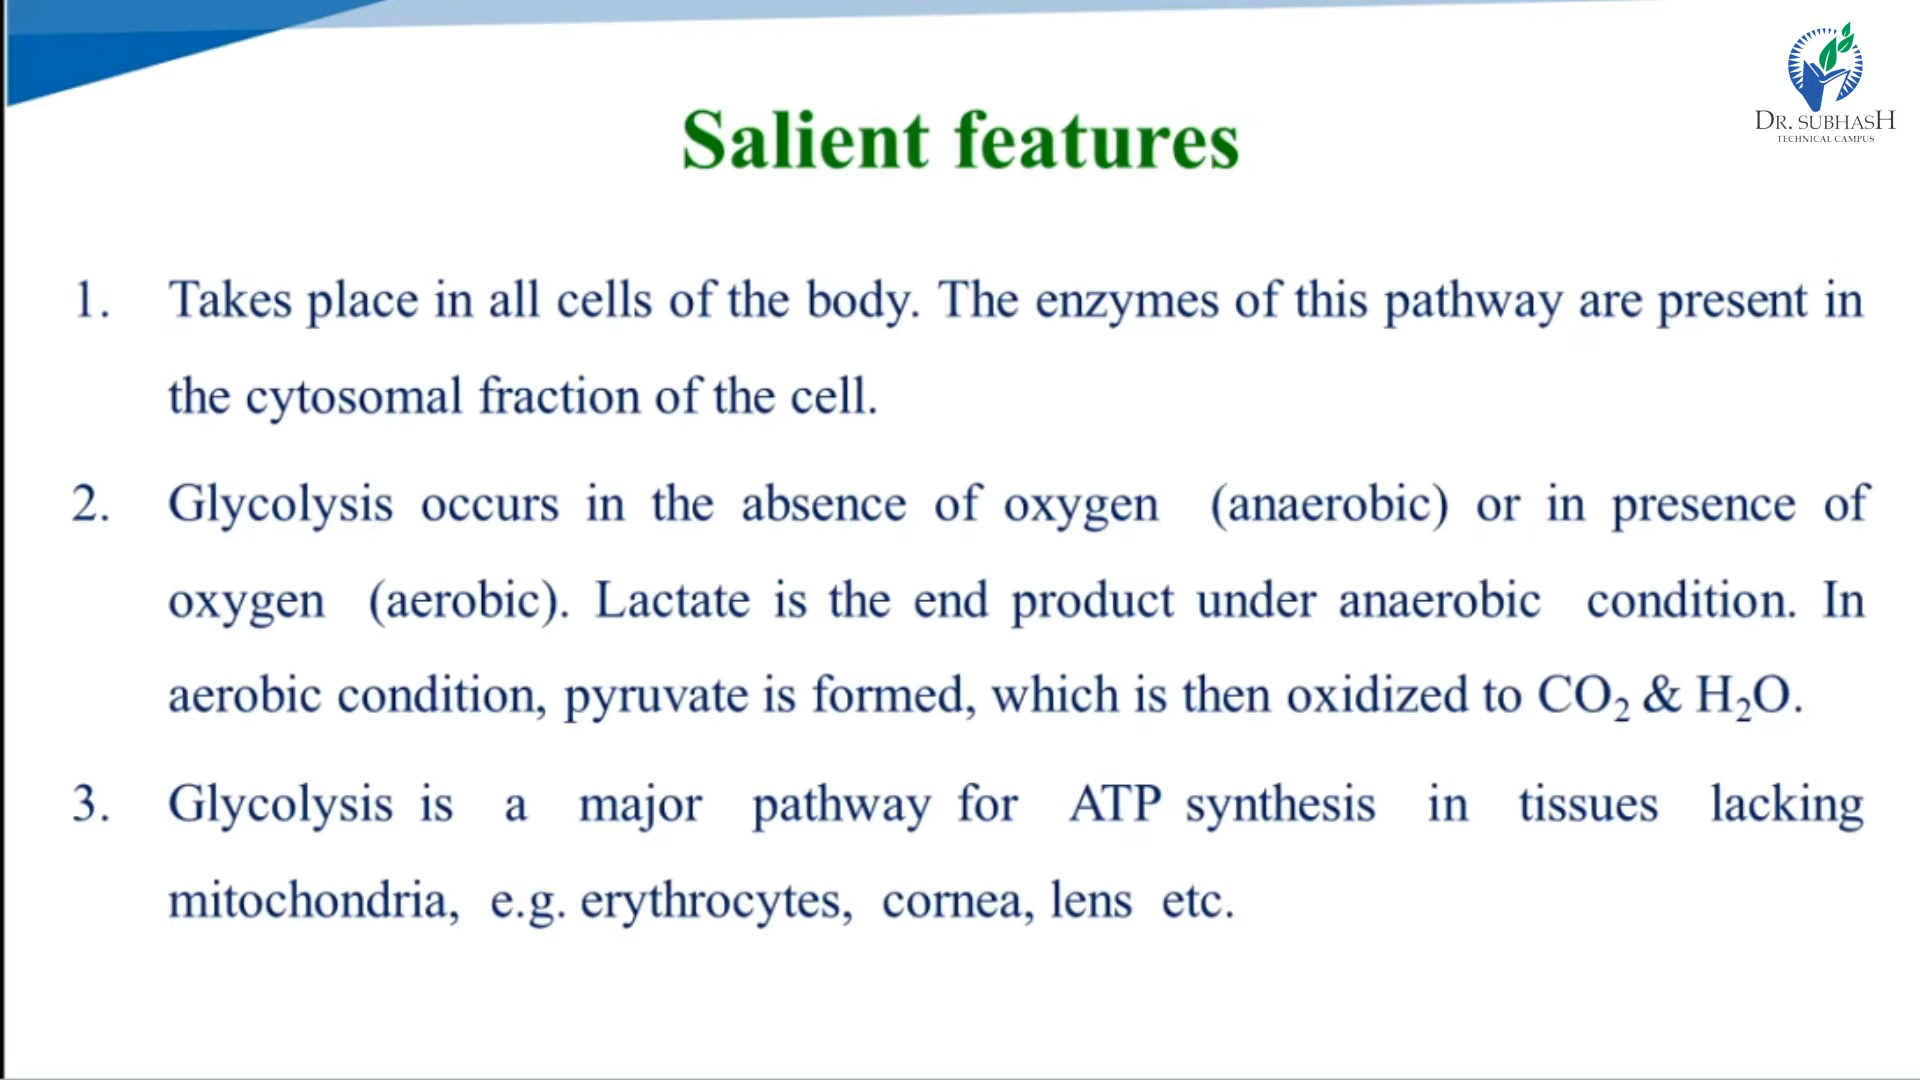 DR. SUBHASH
TECHNICAL CAMPUS
Salient features
1. Takes place in all cells of the body. The enzymes of this pathway are present in
the cytosomal fraction of the cell.
2. Glycolysis occurs in the absence of oxygen (anaerobic) or in presence of
oxygen (aerobic). Lactate is the end product under anaerobic condition. In
aerobic condition, pyruvate is formed, which is then oxidized to CO₂ & H₂O.
3. Glycolysis is a major pathway for ATP synthesis in tissues lacking
mitochondria, e.g. erythrocytes, cornea, lens etc.